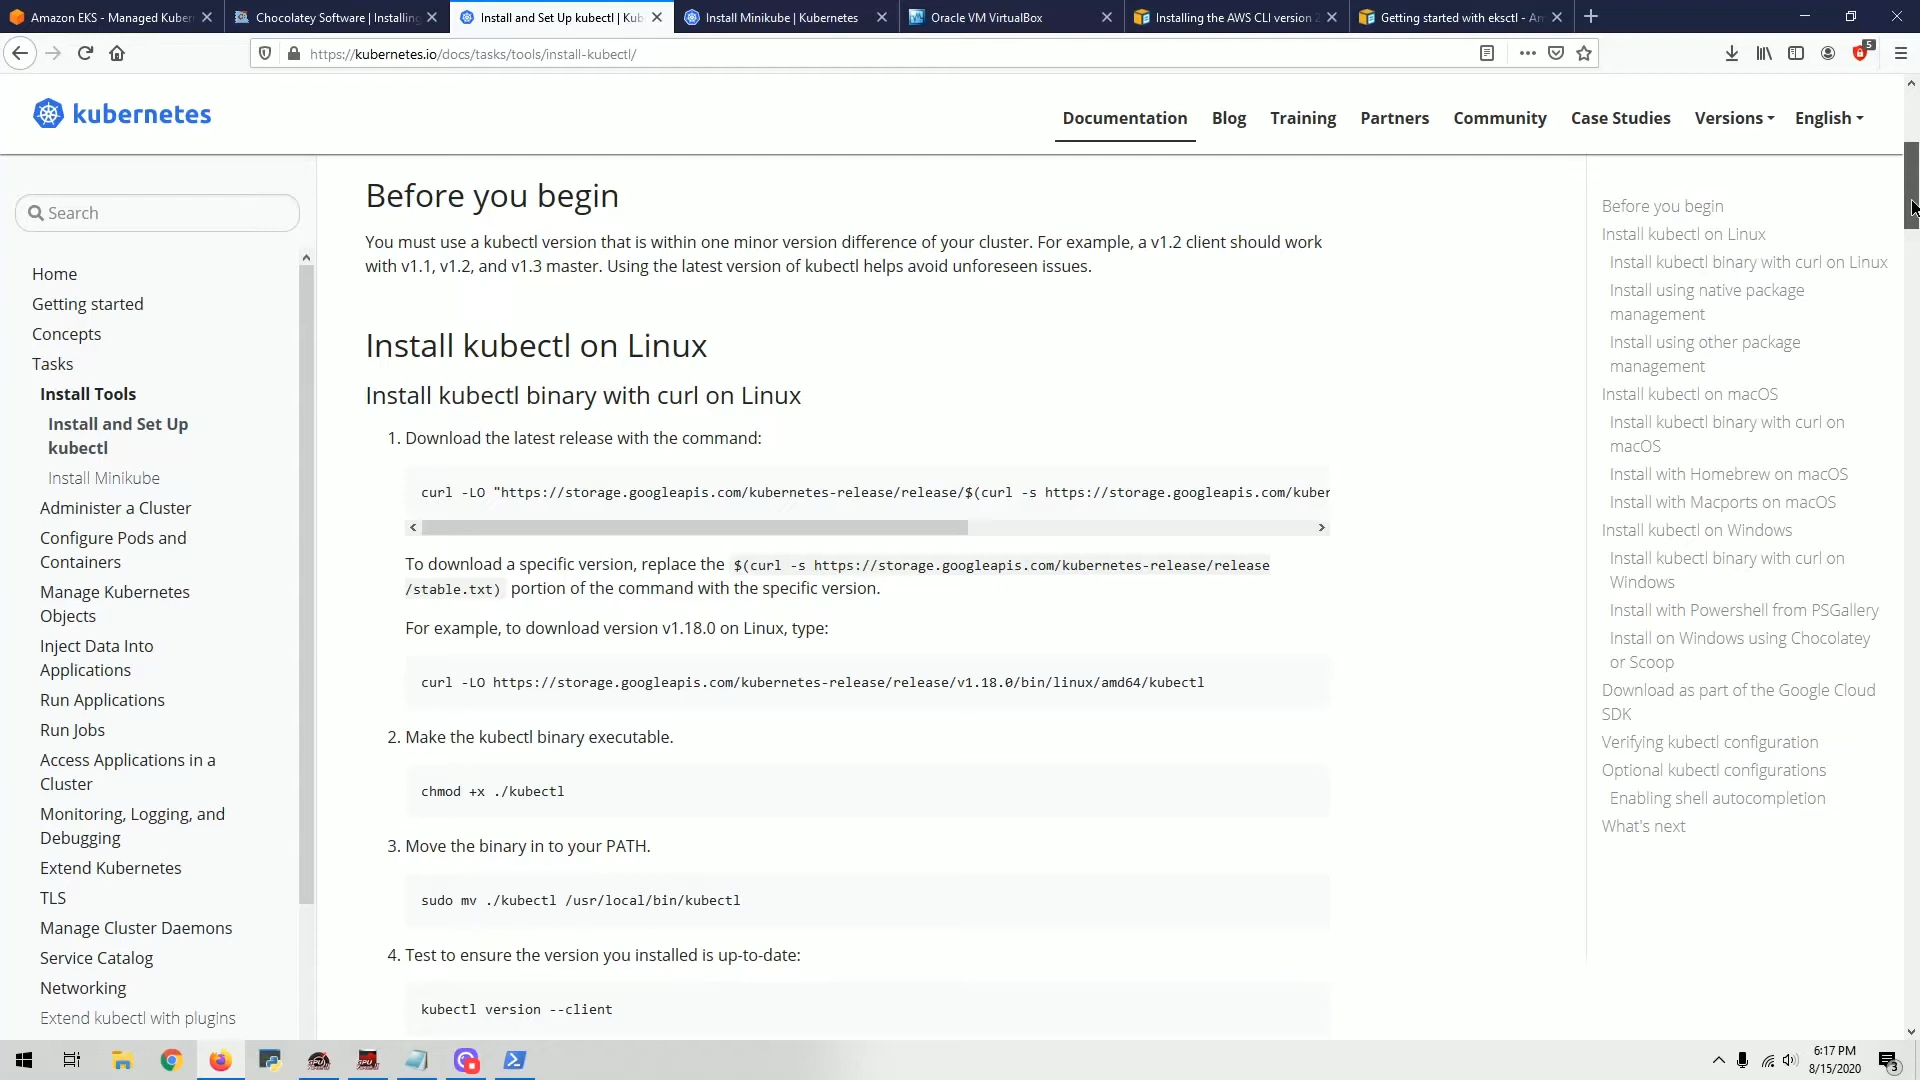 Amazon EKS - Managed Kuber
Chocolatey Software | Installing
Install and Set Up kubectl | Kub
Install Minikube | Kubernetes
Oracle VM VirtualBox
Installing the AWS CLI version 2
Getting started with eksctl - Am
https://kubernetes.io/docs/tasks/tools/install-kubectl/
5
kubernetes
Documentation
Blog
Training
Partners
Community
Case Studies
Versions
English
Search
Home
Getting started
Concepts
Tasks
Install Tools
Install and Set Up
kubectl
Install Minikube
Administer a Cluster
Configure Pods and
Containers
Manage Kubernetes
Objects
Inject Data Into
Applications
Run Applications
Run Jobs
Access Applications in a
Cluster
Monitoring, Logging, and
Debugging
Extend Kubernetes
TLS
Manage Cluster Daemons
Service Catalog
Networking
Extend kubectl with plugins
Before you begin
You must use a kubectl version that is within one minor version difference of your cluster. For example, a v1.2 client should work
with v1.1, v1.2, and v1.3 master. Using the latest version of kubectl helps avoid unforeseen issues.
Install kubectl on Linux
Install kubectl binary with curl on Linux
1. Download the latest release with the command:
curl -LO "https://storage.googleapis.com/kubernetes-release/release/$(curl -s https://storage.googleapis.com/kuber
To download a specific version, replace the $(curl -s https://storage.googleapis.com/kubernetes-release/release
/stable.txt) portion of the command with the specific version.
For example, to download version v1.18.0 on Linux, type:
curl -LO https://storage.googleapis.com/kubernetes-release/release/v1.18.0/bin/linux/amd64/kubectl
2. Make the kubectl binary executable.
chmod +x ./kubectl
3. Move the binary in to your PATH.
sudo mv ./kubectl /usr/local/bin/kubectl
4. Test to ensure the version you installed is up-to-date:
kubectl version --client
Before you begin
Install kubectl on Linux
Install kubectl binary with curl on Linux
Install using native package
management
Install using other package
management
Install kubectl on macOS
Install kubectl binary with curl on
macOS
Install with Homebrew on macOS
Install with Macports on macOS
Install kubectl on Windows
Install kubectl binary with curl on
Windows
Install with Powershell from PSGallery
Install on Windows using Chocolatey
or Scoop
Download as part of the Google Cloud
SDK
Verifying kubectl configuration
Optional kubectl configurations
Enabling shell autocompletion
What's next
6:17 PM
8/15/2020
3